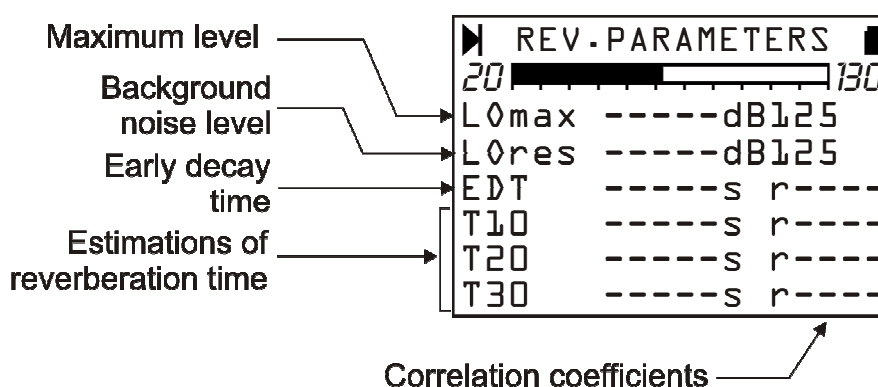 Maximum level
Background
noise level
Early decay
time
Estimations of
reverberation time
REV.PARAMETERS
20 130
L0max -----dB125
L0res -----dB125
EDT -----s r----
T10 -----s r----
T20 -----s r----
T30 -----s r----
Correlation coefficients